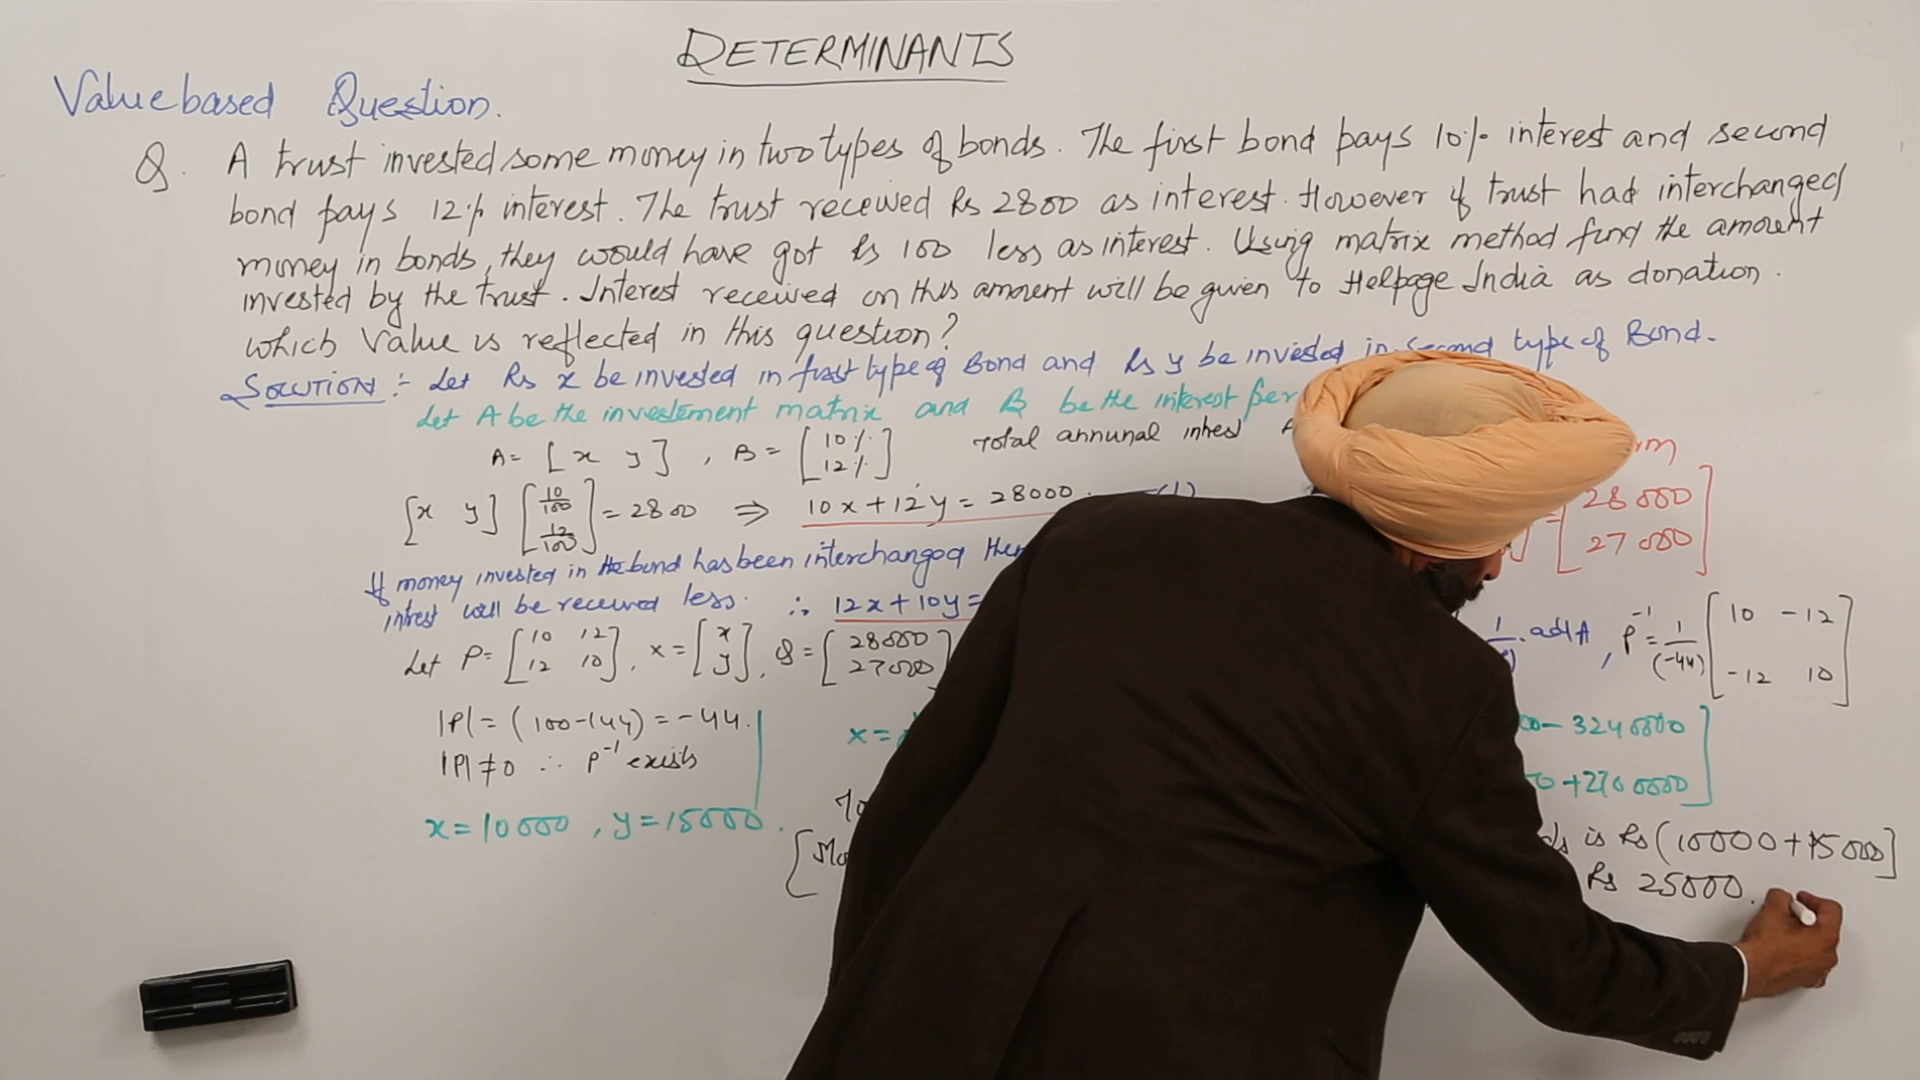 DETERMINANTS
Value based Question.
Q. A trust invested some money in two types of bonds. The first bond pays 10% interest and second
bond pays 12% interest. The trust received Rs 2800 as interest. However if trust had interchanged
money in bonds, they would have got Rs 100 less as interest. Using matrix method find the amount
invested by the trust. Interest received on this amount will be given to Helpage India as donation.
which Value is reflected in this question?
SOLUTION :- Let Rs x be invested in first type of Bond and Rs y be invested in second type of Bond.
Let A be the investement matrix and B be the interest per
A = [x y], B = [10% 12%] Total annunal intrest
[x y] [10/100 12/100] = 2800 ⇒ 10x + 12y = 28000 (1)
28000
27000
If money invested in the bond has been interchanged then
intrest will be received less. ∴ 12x + 10y =
Let P = [10 12 12 10], x = [x y], Q = [28000 27000]
adj A, P⁻¹ = 1/(-44) [10 -12 -12 10]
|P| = (100-144) = -44.
|P| ≠ 0 ∴ P⁻¹ exists
x =
- 3240000
+2700000
x = 10000, y = 15000.
is Rs (10000 + 15000]
Rs 25000.